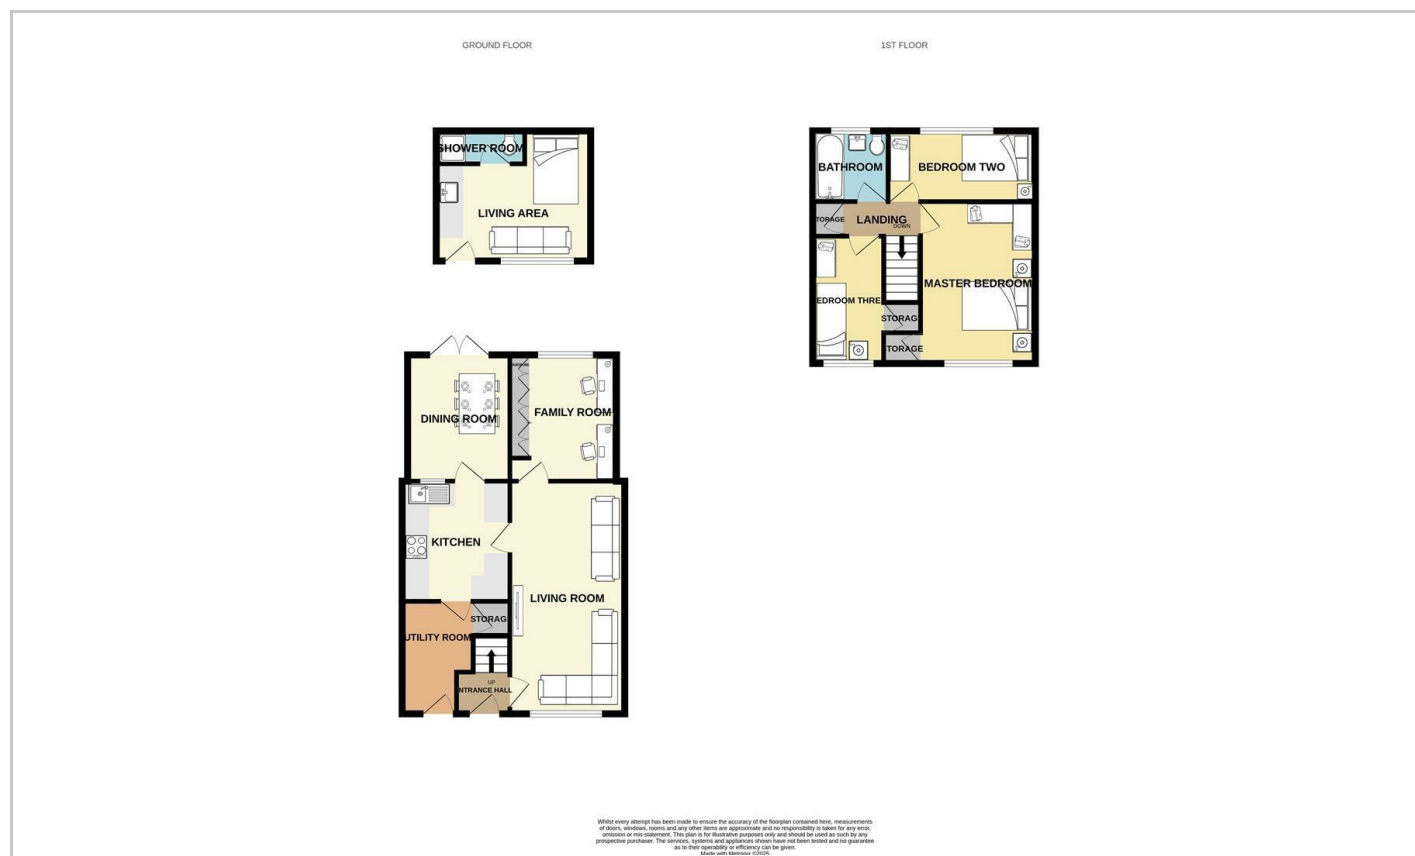 GROUND FLOOR
1ST FLOOR
SHOWER ROOM
LIVING AREA
BATHROOM
BEDROOM TWO
TORAGE
LANDING
DOWN
MASTER BEDROOM
EDROOM THRE
STORAG
STORAGE
DINING ROOM
FAMILY ROOM
KITCHEN
LIVING ROOM
STORAG
UTILITY ROOM
UP
NTRANCE HALL
Whilst every attempt has been made to ensure the accuracy of the floorplan contained here, measurements
of doors, windows, rooms and any other items are approximate and no responsibility is taken for any error,
omission or mis-statement. This plan is for illustrative purposes only and should be used as such by any
prospective purchaser. The services, systems and appliances shown have not been tested and no guarantee
as to their operability or efficiency can be given.
Made with Metropix ©2025